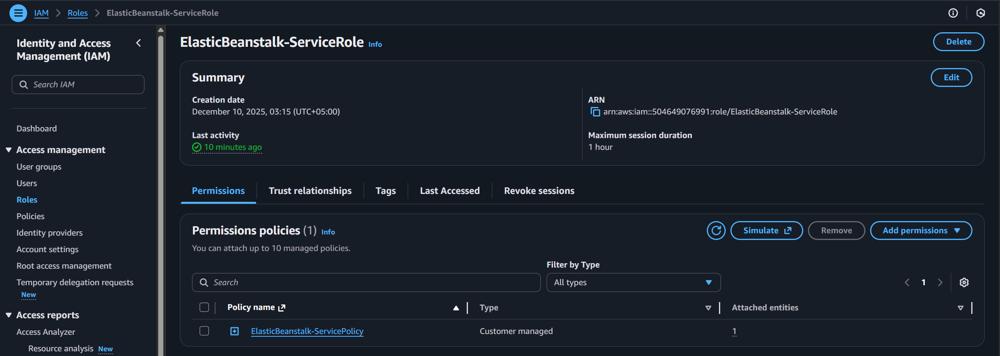 IAM > Roles > ElasticBeanstalk-ServiceRole
Identity and Access
Management (IAM)
Search IAM
Dashboard
Access management
User groups
Users
Roles
Policies
Identity providers
Account settings
Root access management
Temporary delegation requests
New
Access reports
Access Analyzer
Resource analysis New
ElasticBeanstalk-ServiceRole Info
Delete
Summary
Edit
Creation date
December 10, 2025, 03:15 (UTC+05:00)
ARN
arn:aws:iam::504649076991:role/ElasticBeanstalk-ServiceRole
Last activity
10 minutes ago
Maximum session duration
1 hour
Permissions
Trust relationships
Tags
Last Accessed
Revoke sessions
Permissions policies (1) Info
Simulate
Remove
Add permissions
You can attach up to 10 managed policies.
Filter by Type
Search
All types
1
Policy name
Type
Attached entities
ElasticBeanstalk-ServicePolicy
Customer managed
1